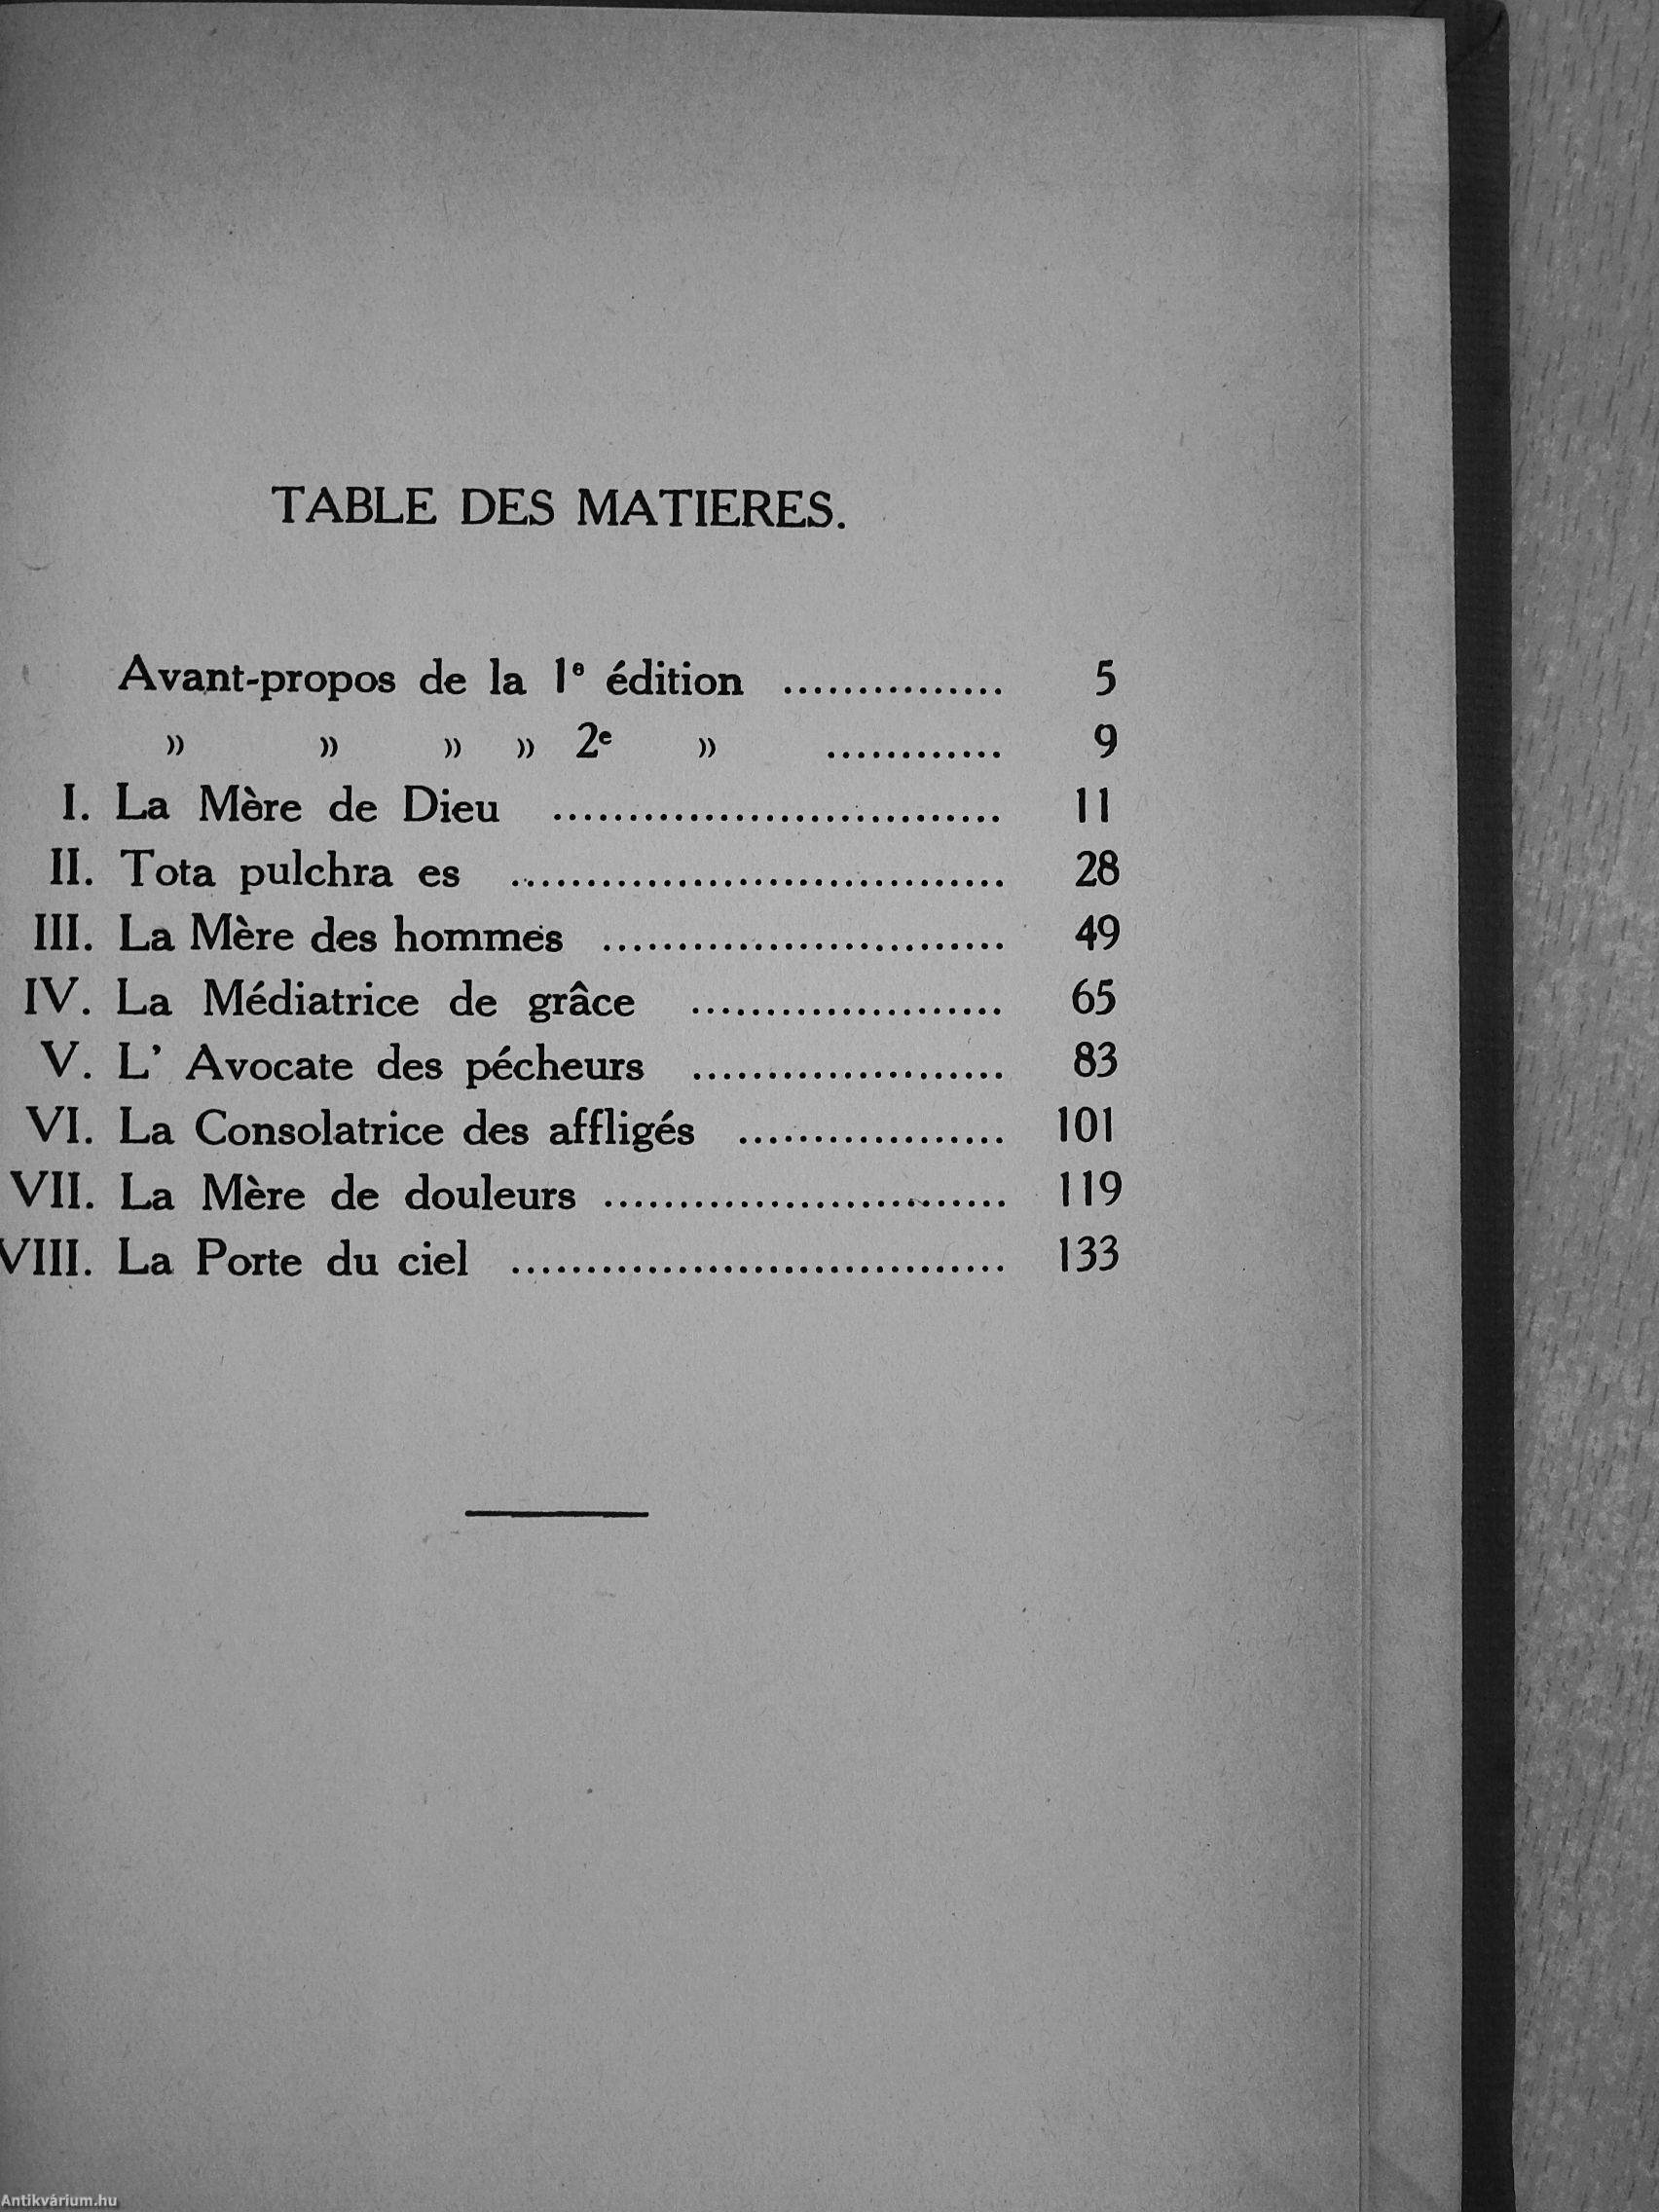 TABLE DES MATIERES.
Avant-propos de la 1e édition ............... 5
» » » » 2e » ............ 9
I. La Mère de Dieu .............................. 11
II. Tota pulchra es ................................. 28
III. La Mère des hommes ........................... 49
IV. La Médiatrice de grâce ..................... 65
V. L' Avocate des pécheurs ..................... 83
VI. La Consolatrice des affligés .................. 101
VII. La Mère de douleurs ........................... 119
VIII. La Porte du ciel ................................. 133
Antikvárium.hu